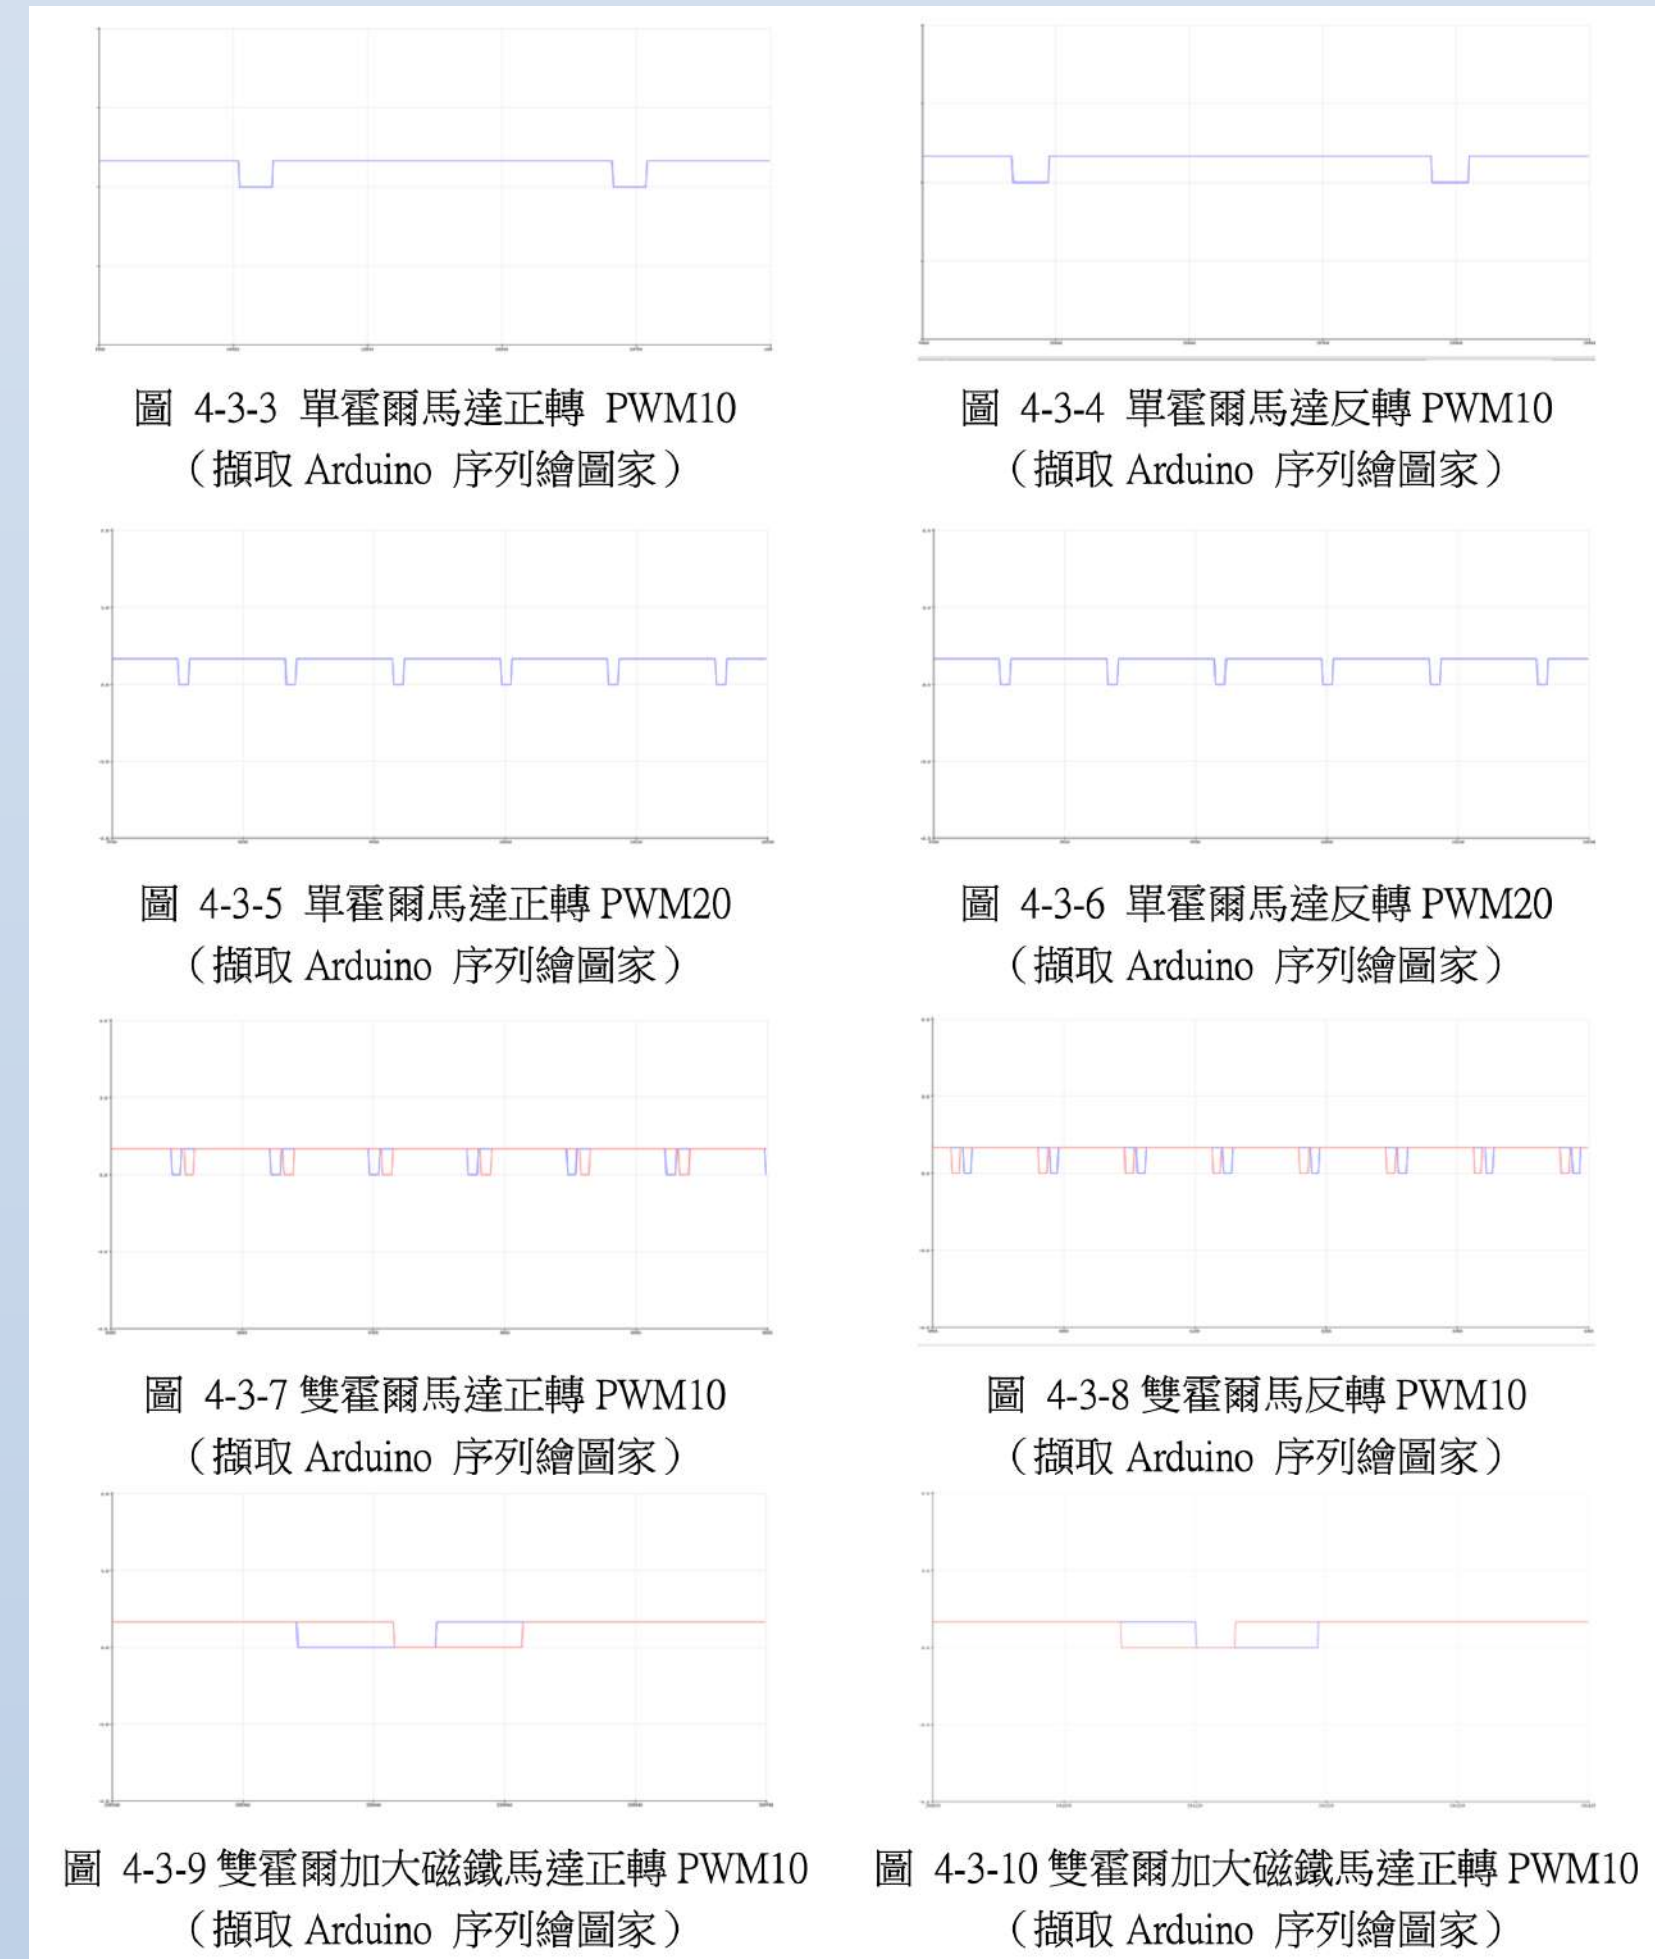 圖 4-3-3 單霍爾馬達正轉 PWM10
（擷取 Arduino 序列繪圖家）
圖 4-3-4 單霍爾馬達反轉 PWM10
（擷取 Arduino 序列繪圖家）
圖 4-3-5 單霍爾馬達正轉 PWM20
（擷取 Arduino 序列繪圖家）
圖 4-3-6 單霍爾馬達反轉 PWM20
（擷取 Arduino 序列繪圖家）
圖 4-3-7 雙霍爾馬達正轉 PWM10
（擷取 Arduino 序列繪圖家）
圖 4-3-8 雙霍爾馬反轉 PWM10
（擷取 Arduino 序列繪圖家）
圖 4-3-9 雙霍爾加大磁鐵馬達正轉 PWM10
（擷取 Arduino 序列繪圖家）
圖 4-3-10 雙霍爾加大磁鐵馬達正轉 PWM10
（擷取 Arduino 序列繪圖家）